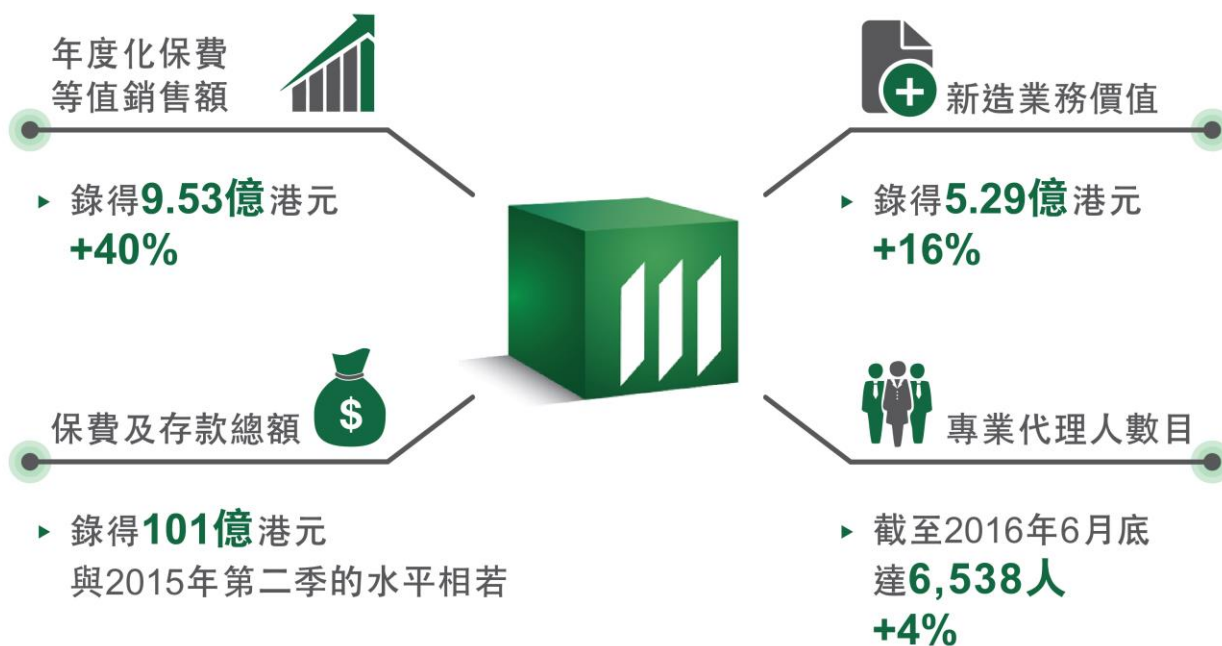 年度化保費
等值銷售額
▸ 錄得9.53億港元
+40%
新造業務價值
▸ 錄得5.29億港元
+16%
保費及存款總額
$
▸ 錄得101億港元
與2015年第二季的水平相若
專業代理人數目
▸ 截至2016年6月底
達6,538人
+4%